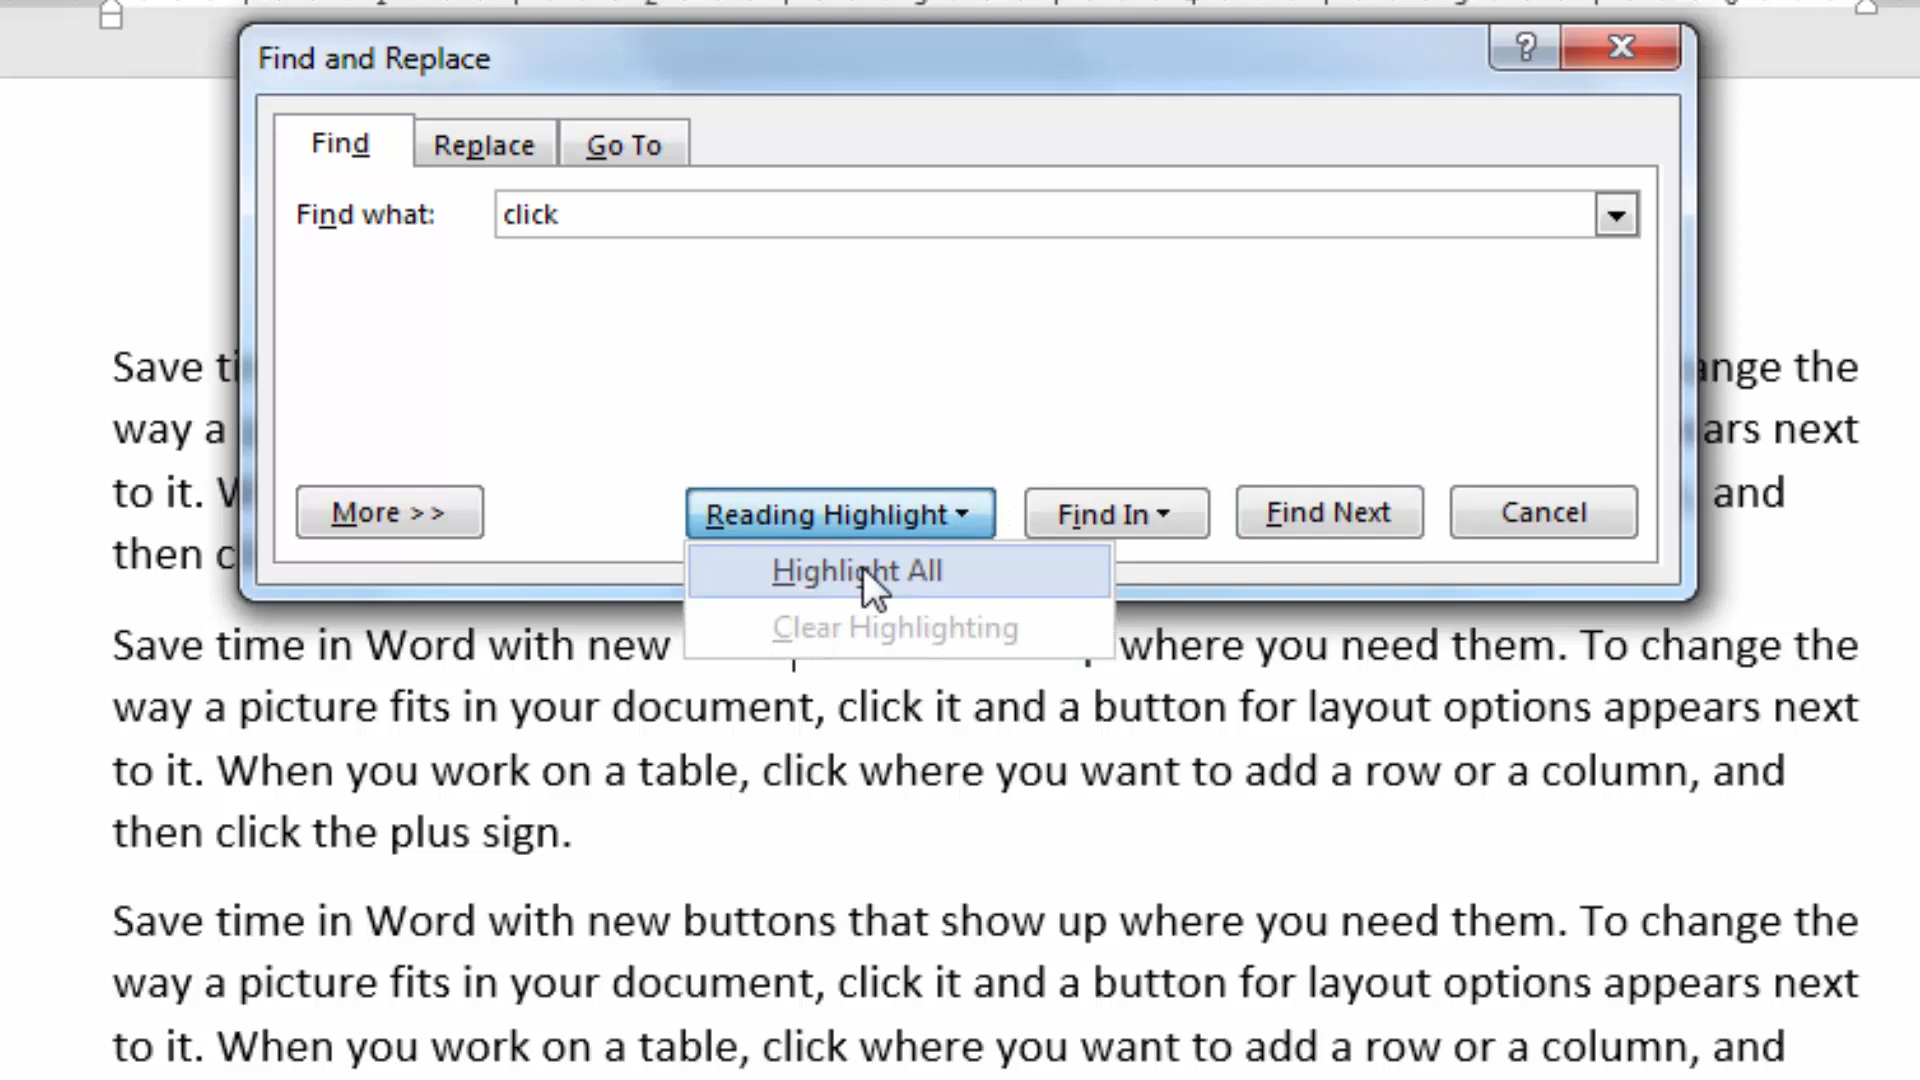 Find and Replace
Find Replace Go To
Find what: click
More >> Reading Highlight Find In Find Next Cancel
Highlight All
Clear Highlighting
Save ange the
way a ars next
to it. and
then
Save time in Word with new where you need them. To change the
way a picture fits in your document, click it and a button for layout options appears next
to it. When you work on a table, click where you want to add a row or a column, and
then click the plus sign.
Save time in Word with new buttons that show up where you need them. To change the
way a picture fits in your document, click it and a button for layout options appears next
to it. When you work on a table, click where you want to add a row or a column, and